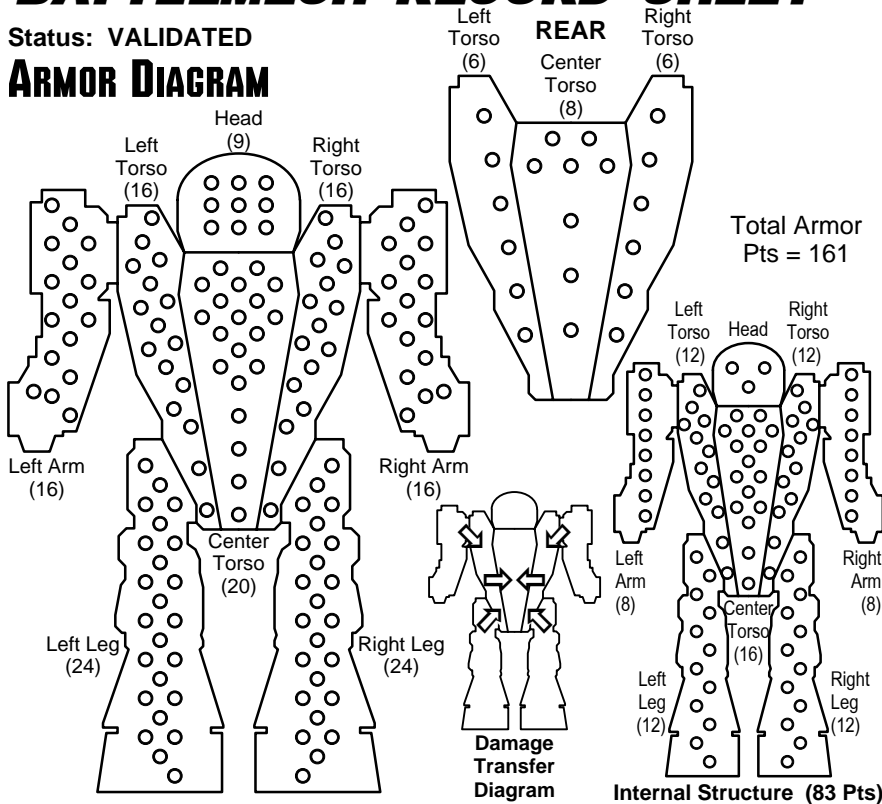 BATTLEMECH RECORD SHEET
Status: VALIDATED
ARMOR DIAGRAM
Head
(9)
Left
Torso
(16)
Right
Torso
(16)
Left Arm
(16)
Right Arm
(16)
Center
Torso
(20)
Left Leg
(24)
Right Leg
(24)
Left
Torso
(6)
REAR
Center
Torso
(8)
Right
Torso
(6)
Total Armor
Pts = 161
Left
Torso
(12)
Head
Right
Torso
(12)
Left
Arm
(8)
Right
Arm
(8)
Center
Torso
(16)
Left
Leg
(12)
Right
Leg
(12)
Damage
Transfer
Diagram
Internal Structure (83 Pts)